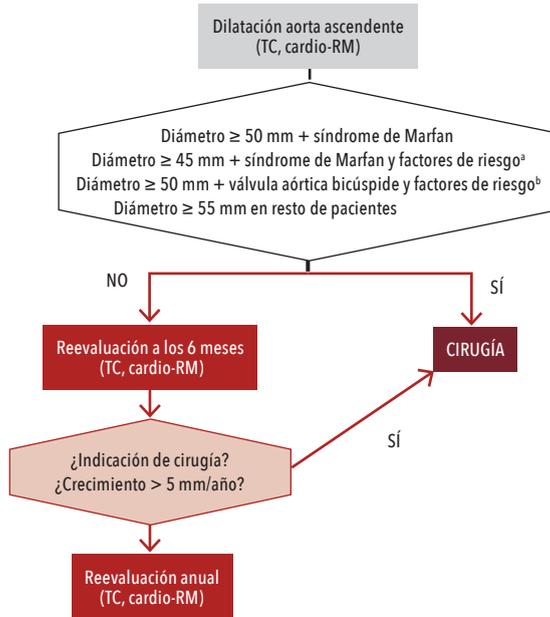 Dilatación aorta ascendente
(TC, cardio-RM)
Diámetro ≥ 50 mm + síndrome de Marfan
Diámetro ≥ 45 mm + síndrome de Marfan y factores de riesgoᵃ
Diámetro ≥ 50 mm + válvula aórtica bicúspide y factores de riesgoᵇ
Diámetro ≥ 55 mm en resto de pacientes
NO
SÍ
Reevaluación a los 6 meses
(TC, cardio-RM)
CIRUGÍA
SÍ
¿Indicación de cirugía?
¿Crecimiento > 5 mm/año?
Reevaluación anual
(TC, cardio-RM)